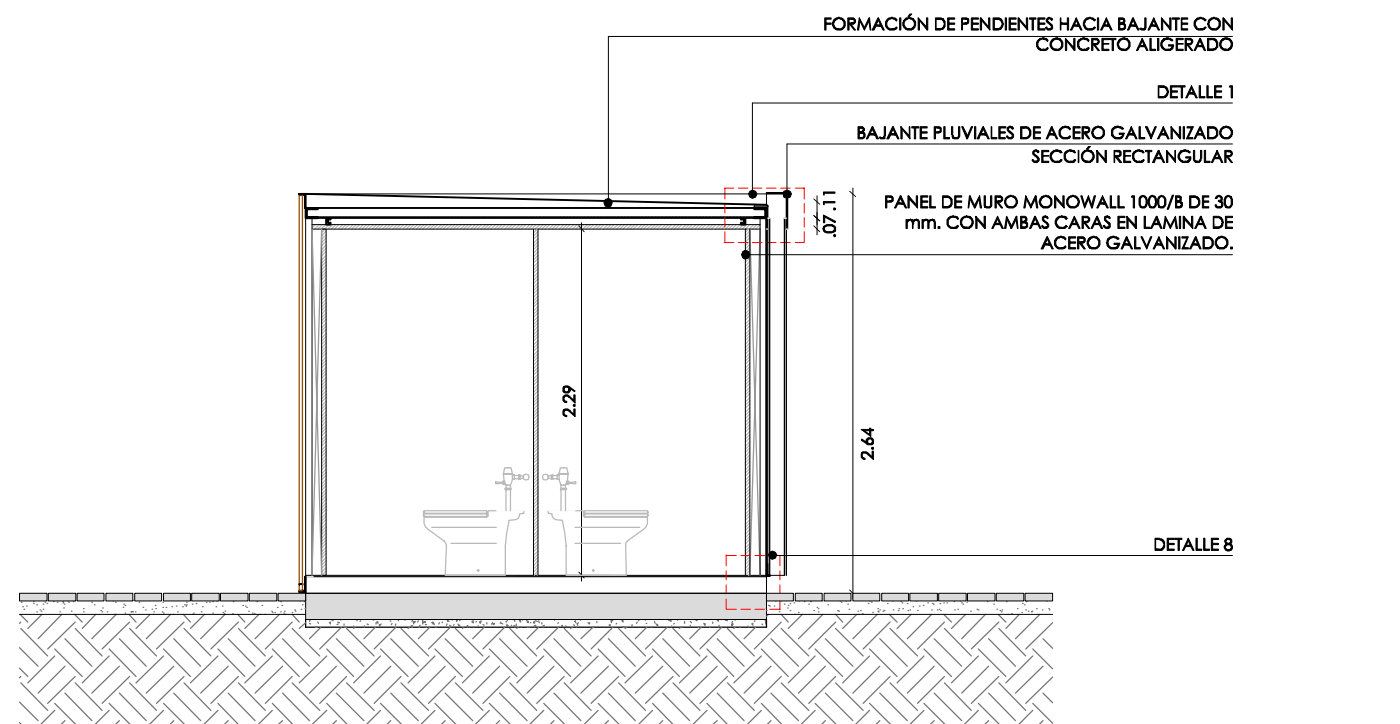 FORMACIÓN DE PENDIENTES HACIA BAJANTE CON
CONCRETO ALIGERADO
DETALLE 1
BAJANTE PLUVIALES DE ACERO GALVANIZADO
SECCIÓN RECTANGULAR
PANEL DE MURO MONOWALL 1000/B DE 30
mm. CON AMBAS CARAS EN LAMINA DE
ACERO GALVANIZADO.
.07 .11
2.29
2.64
DETALLE 8